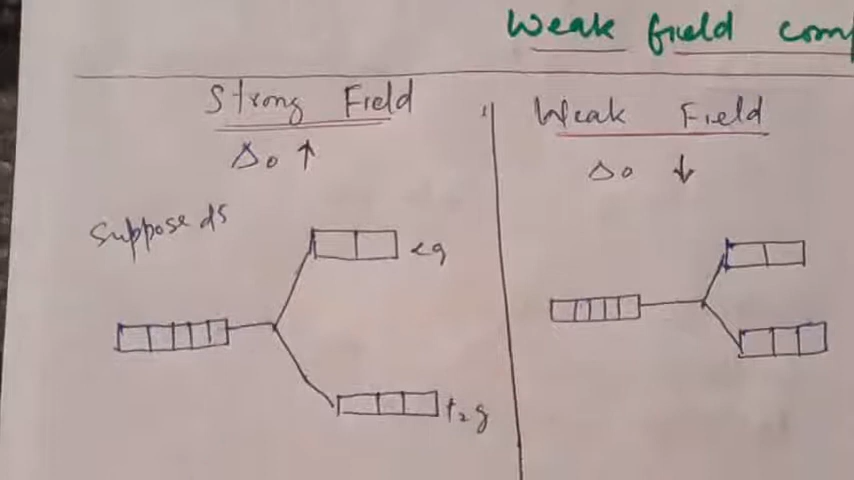 Weak field com
Strong Field
Δo ↑
Suppose d5
eg
t2g
Weak Field
Δo ↓